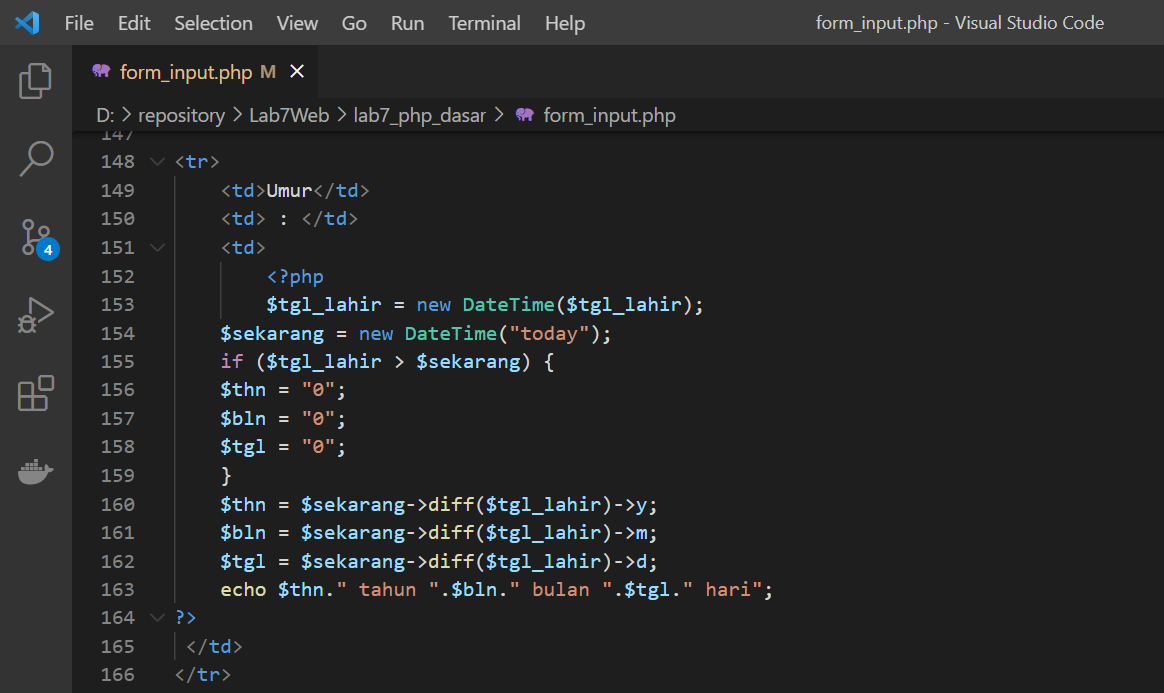 File Edit Selection View Go Run Terminal Help form_input.php - Visual Studio Code
form_input.php M
D: > repository > Lab7Web > lab7_php_dasar > form_input.php
147
148 <tr>
149 <td>Umur</td>
150 <td> : </td>
151 <td>
152 <?php
153 $tgl_lahir = new DateTime($tgl_lahir);
154 $sekarang = new DateTime("today");
155 if ($tgl_lahir > $sekarang) {
156 $thn = "0";
157 $bln = "0";
158 $tgl = "0";
159 }
160 $thn = $sekarang->diff($tgl_lahir)->y;
161 $bln = $sekarang->diff($tgl_lahir)->m;
4
162 $tgl = $sekarang->diff($tgl_lahir)->d;
163 echo $thn." tahun ".$bln." bulan ".$tgl." hari";
164 ?>
165 </td>
166 </tr>